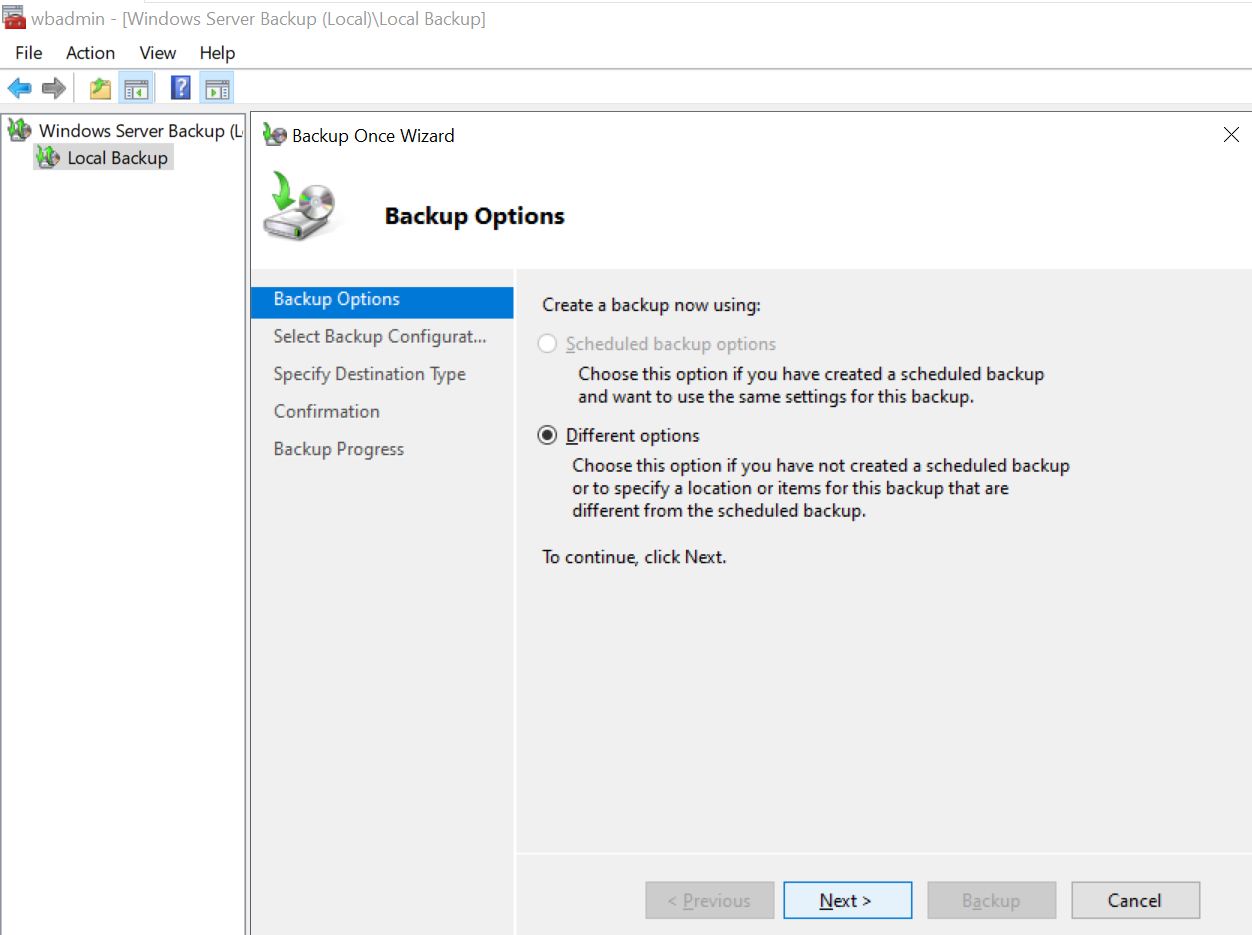 wbadmin - [Windows Server Backup (Local)\Local Backup]
File Action View Help
Windows Server Backup (L
Local Backup
Backup Once Wizard
Backup Options
Backup Options
Select Backup Configurat...
Specify Destination Type
Confirmation
Backup Progress
Create a backup now using:
Scheduled backup options
Choose this option if you have created a scheduled backup
and want to use the same settings for this backup.
Different options
Choose this option if you have not created a scheduled backup
or to specify a location or items for this backup that are
different from the scheduled backup.
To continue, click Next.
< Previous Next > Backup Cancel